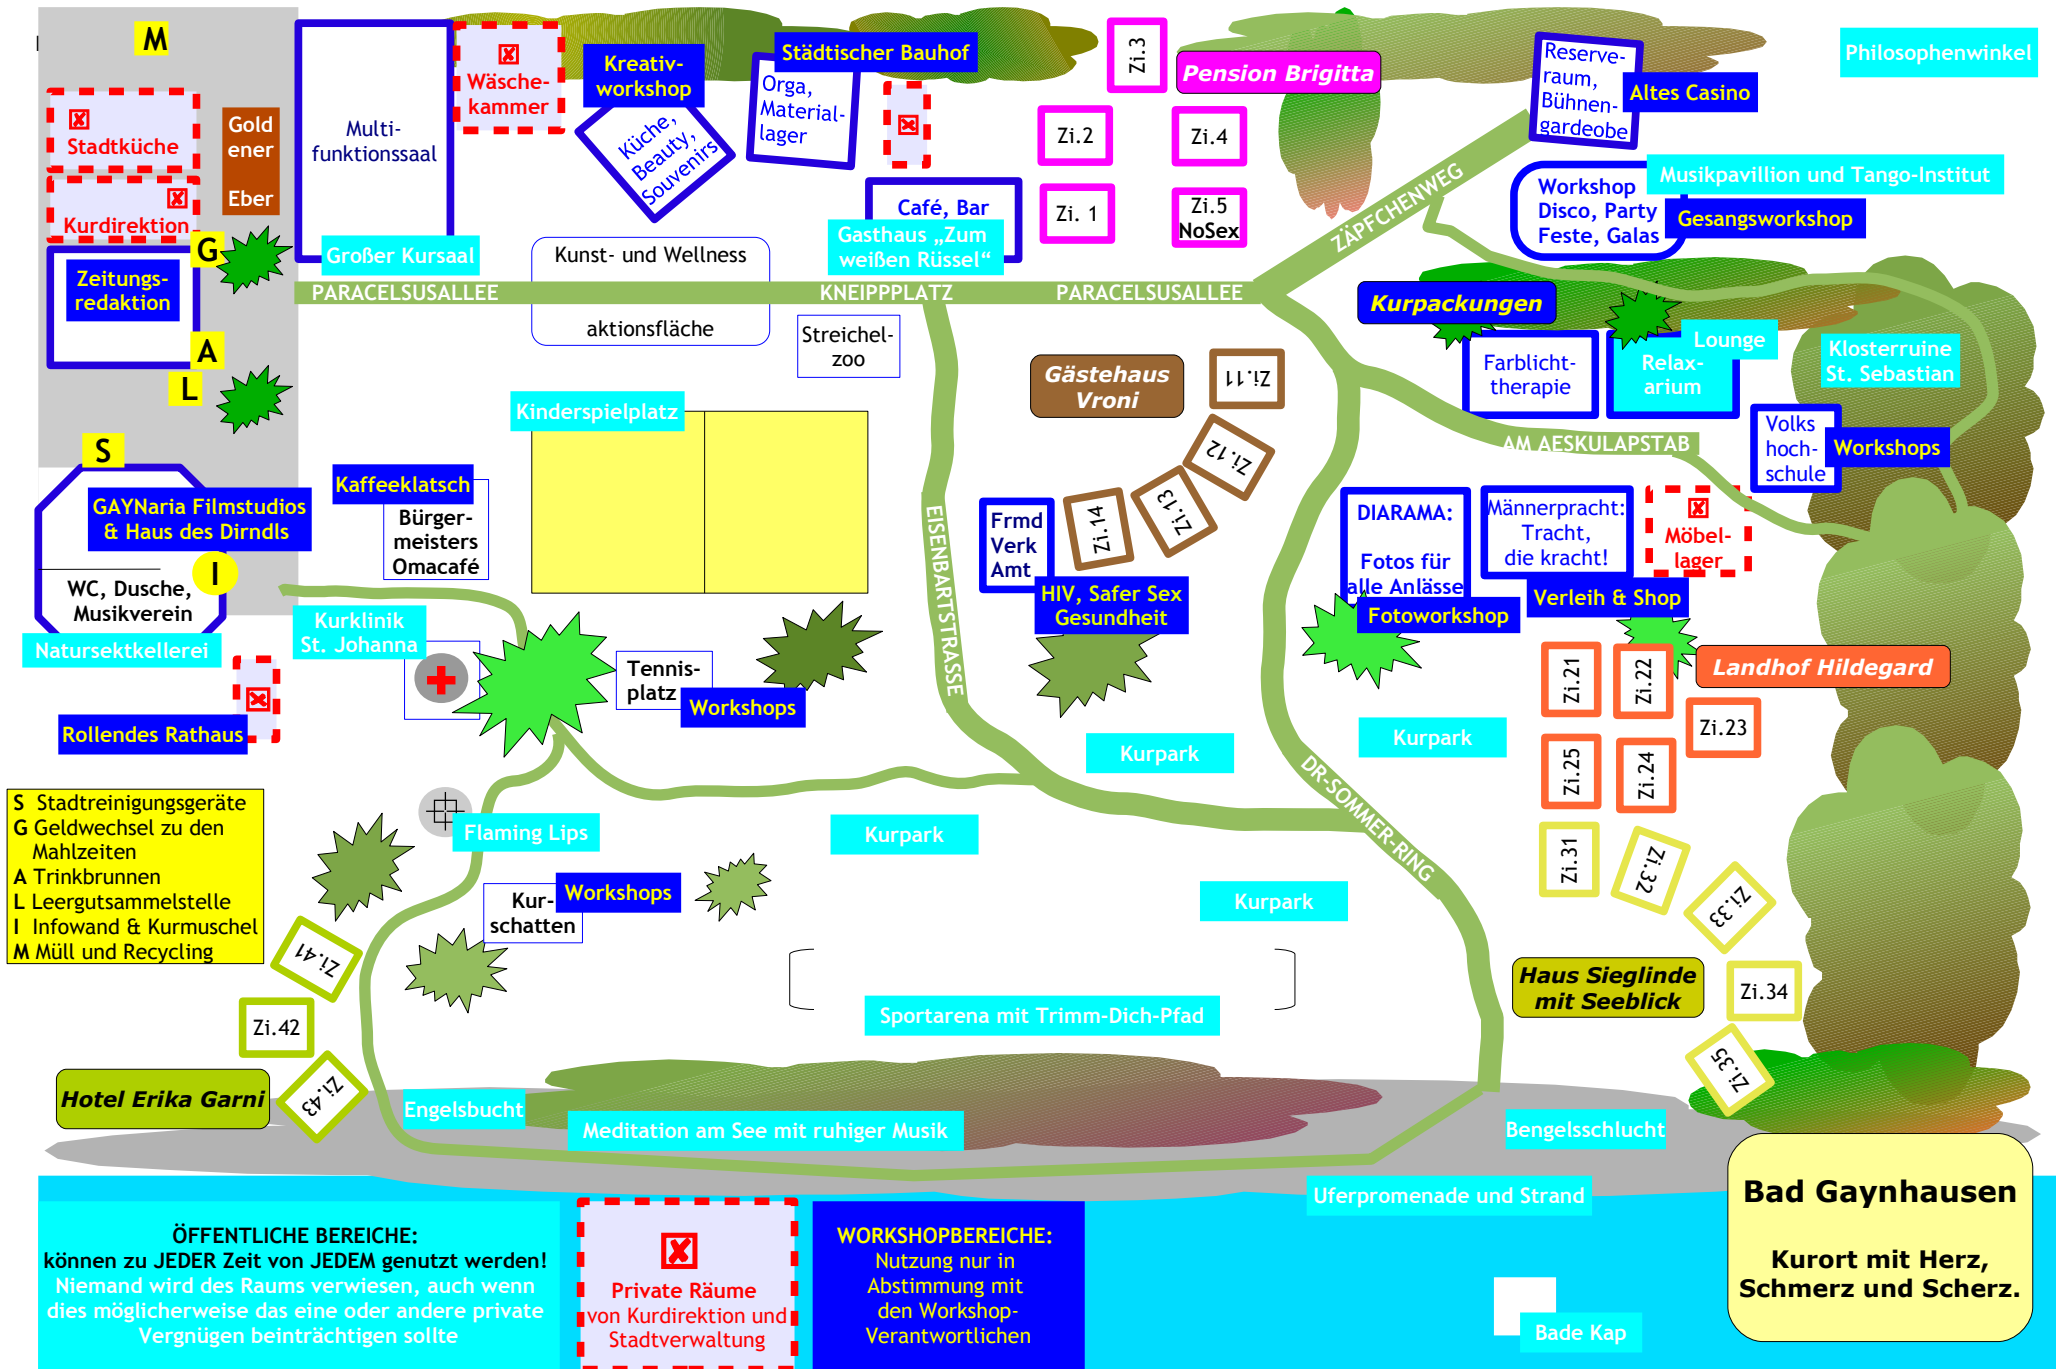 M
Stadtküche
Kurdirektion
Gold
ener
Eber
G
Zeitungs-
redaktion
A
L
S
GAYNaria Filmstudios
& Haus des Dirndls
I
WC, Dusche,
Musikverein
Natursektkellerei
Rollendes Rathaus
Multi-
funktionssaal
Großer Kursaal
Wäsche-
kammer
Kreativ-
workshop
Küche,
Beauty,
Souvenirs
Städtischer Bauhof
Orga,
Material-
lager
Café, Bar
Gasthaus „Zum
weißen Rüssel“
Zi.3
Pension Brigitta
Zi.2
Zi.4
Zi. 1
Zi.5
NoSex
Reserve-
raum,
Bühnen-
gardeobe
Altes Casino
Philosophenwinkel
Workshop
Disco, Party
Feste, Galas
Musikpavillion und Tango-Institut
Gesangsworkshop
ZÄPFCHENWEG
Kunst- und Wellness
aktionsfläche
PARACELSUSALLEE
KNEIPPPLATZ
PARACELSUSALLEE
Streichel-
zoo
Kurpackungen
Farblicht-
therapie
Lounge
Relax-
arium
Klosterruine
St. Sebastian
AM AESKULAPSTAB
Volks
hoch-
schule
Workshops
Gästehaus
Vroni
Zi.11
Zi.12
Zi.13
Zi.14
Kinderspielplatz
Kaffeeklatsch
Bürger-
meisters
Omacafé
EISENBARTSTRASSE
Frmd
Verk
Amt
HIV, Safer Sex
Gesundheit
DIARAMA:
Fotos für
alle Anlässe
Fotoworkshop
Männerpracht:
Tracht,
die kracht!
Verleih & Shop
Möbel-
lager
Kurklinik
St. Johanna
Tennis-
platz
Workshops
Kurpark
Kurpark
Kurpark
Kurpark
DR-SOMMER-RING
Zi.21
Zi.22
Landhof Hildegard
Zi.23
Zi.25
Zi.24
Zi.31
Zi.32
Zi.33
Haus Sieglinde
mit Seeblick
Zi.34
Zi.35
Flaming Lips
Kur-
schatten
Workshops
S Stadtreinigungsgeräte
G Geldwechsel zu den
Mahlzeiten
A Trinkbrunnen
L Leergutsammelstelle
I Infowand & Kurmuschel
M Müll und Recycling
Zi.41
Zi.42
Zi.43
Hotel Erika Garni
Sportarena mit Trimm-Dich-Pfad
Engelsbucht
Meditation am See mit ruhiger Musik
Bengelsschlucht
Uferpromenade und Strand
Bade Kap
ÖFFENTLICHE BEREICHE:
können zu JEDER Zeit von JEDEM genutzt werden!
Niemand wird des Raums verwiesen, auch wenn
dies möglicherweise das eine oder andere private
Vergnügen beinträchtigen sollte
Private Räume
von Kurdirektion und
Stadtverwaltung
WORKSHOPBEREICHE:
Nutzung nur in
Abstimmung mit
den Workshop-
Verantwortlichen
Bad Gaynhausen
Kurort mit Herz,
Schmerz und Scherz.